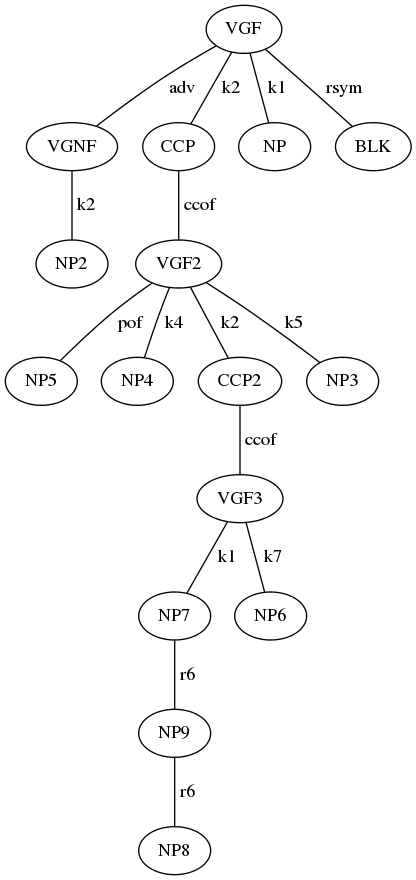 VGF
adv k2 k1 rsym
VGNF CCP NP BLK
k2 ccof
NP2 VGF2
pof k4 k2 k5
NP5 NP4 CCP2 NP3
ccof
VGF3
k1 k7
NP7 NP6
r6
NP9
r6
NP8